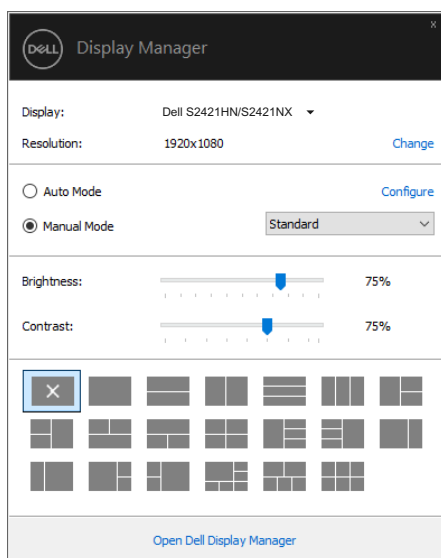 x
DELL Display Manager
Display: Dell S2421HN/S2421NX
Resolution: 1920x1080 Change
Auto Mode Configure
Manual Mode Standard
Brightness: 75%
Contrast: 75%
Open Dell Display Manager